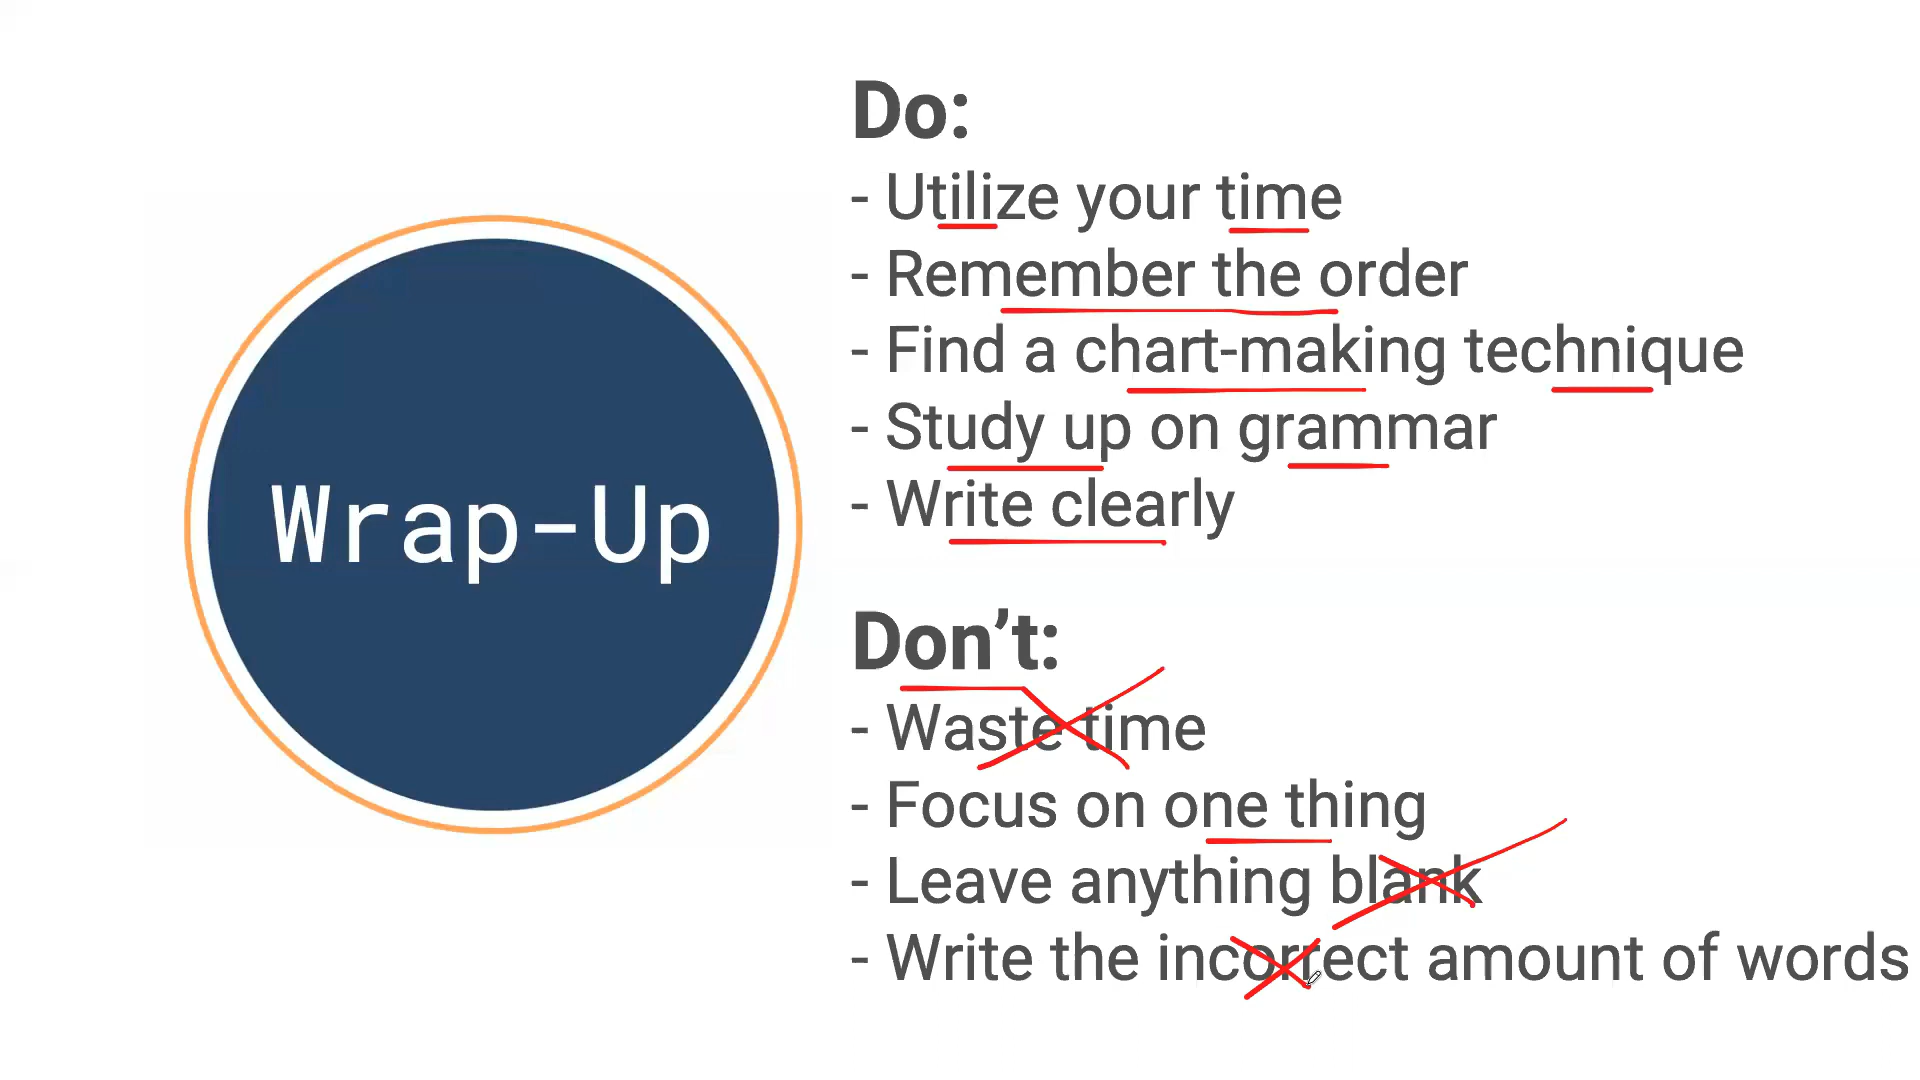 Wrap-Up
Do:
- Utilize your time
- Remember the order
- Find a chart-making technique
- Study up on grammar
- Write clearly
Don’t:
- Waste time
- Focus on one thing
- Leave anything blank
- Write the incorrect amount of words